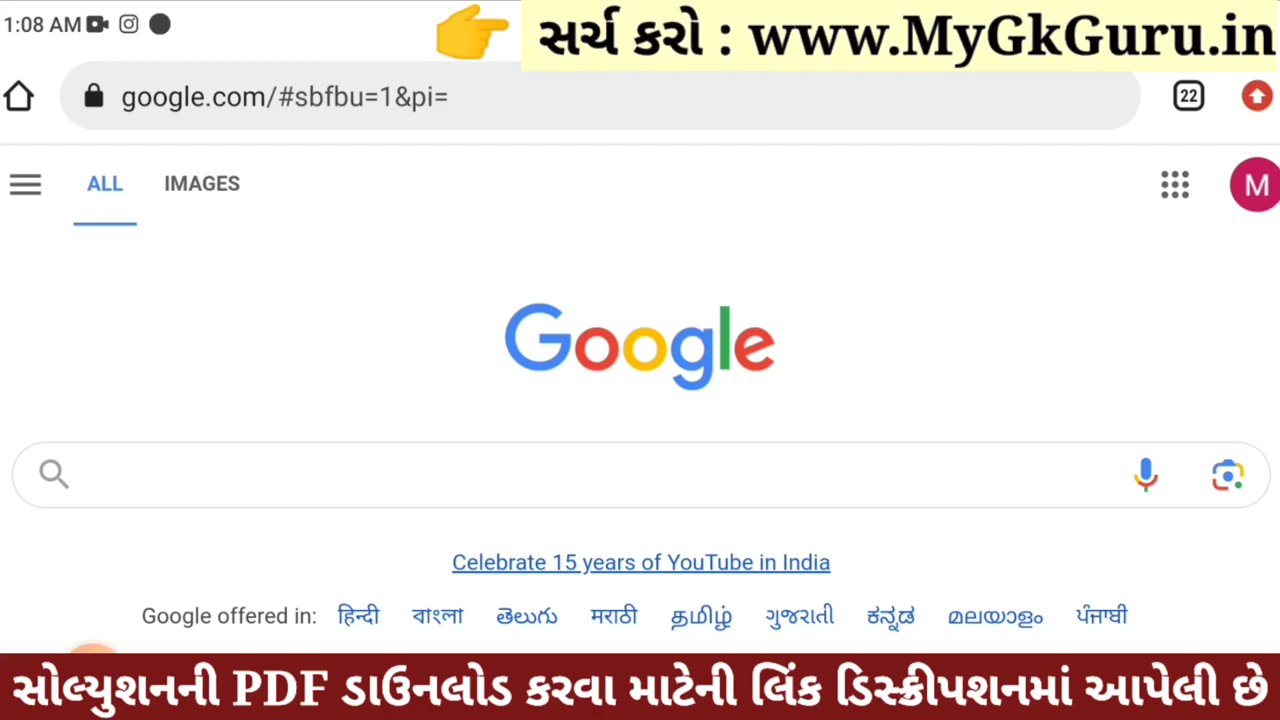 1:08 AM
સર્ચ કરો : www.MyGkGuru.in
google.com/#sbfbu=1&pi=
22
ALL IMAGES
M
Google
Celebrate 15 years of YouTube in India
Google offered in: हिन्दी বাংলা తెలుగు मराठी தமிழ் ગુજરાતી ಕನ್ನಡ മലയാളം ਪੰਜਾਬੀ
સોલ્યુશનની PDF ડાઉનલોડ કરવા માટેની લિંક ડિસ્ક્રીપશનમાં આપેલી છે